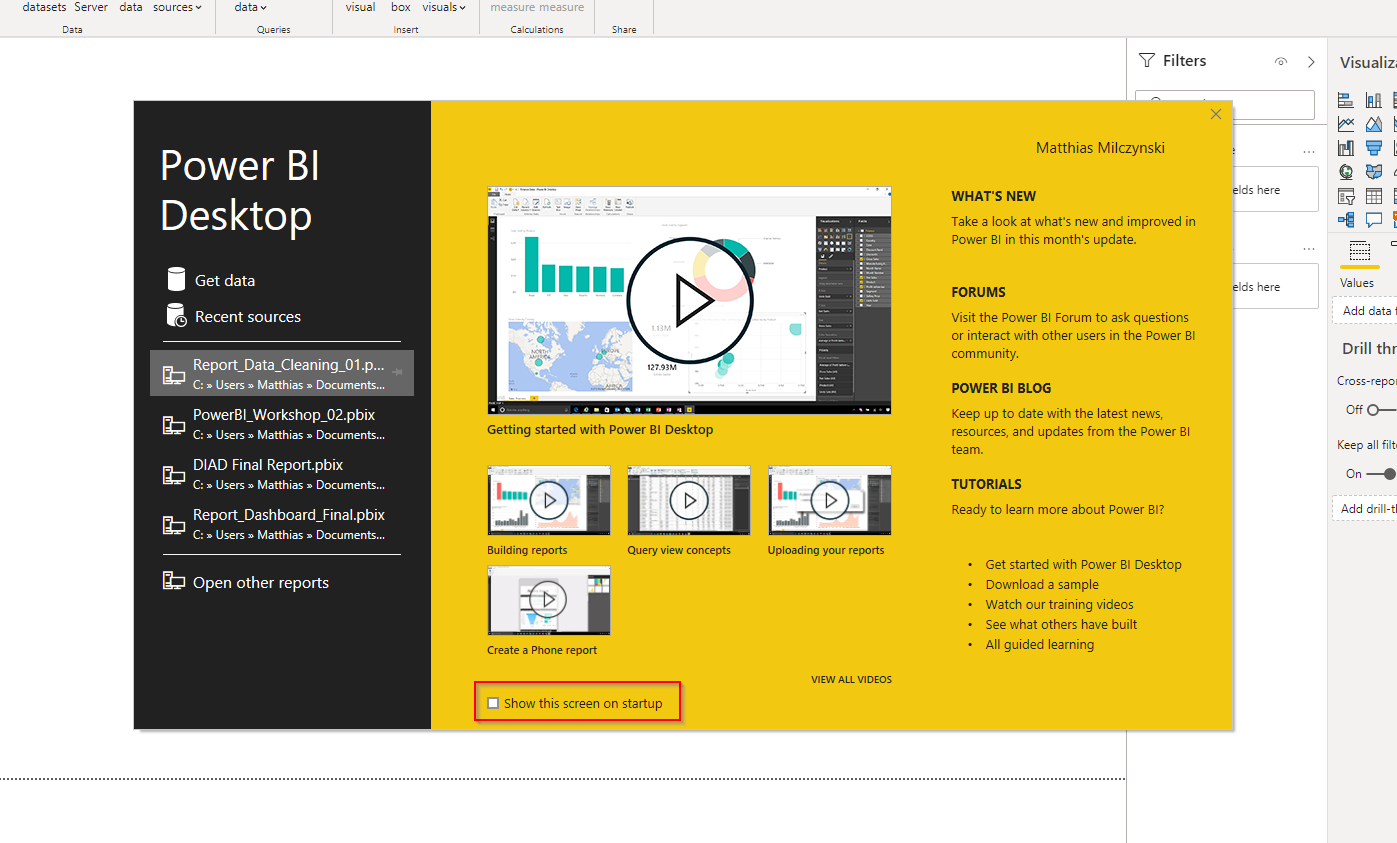 datasets Server data sources
data
visual box visuals
measure measure
Data
Queries
Insert
Calculations
Share
Filters
Visualiza
Power BI
Desktop
Get data
Recent sources
Report_Data_Cleaning_01.p...
C: » Users » Matthias » Documents...
PowerBI_Workshop_02.pbix
C: » Users » Matthias » Documents...
DIAD Final Report.pbix
C: » Users » Matthias » Documents...
Report_Dashboard_Final.pbix
C: » Users » Matthias » Documents...
Open other reports
1.13M
127.93M
NORTH
AMERICA
EUROPE
AFRICA
Getting started with Power BI Desktop
Building reports
Query view concepts
Uploading your reports
Create a Phone report
VIEW ALL VIDEOS
Show this screen on startup
Matthias Milczynski
WHAT'S NEW
Take a look at what's new and improved in
Power BI in this month's update.
FORUMS
Visit the Power BI Forum to ask questions
or interact with other users in the Power BI
community.
POWER BI BLOG
Keep up to date with the latest news,
resources, and updates from the Power BI
team.
TUTORIALS
Ready to learn more about Power BI?
• Get started with Power BI Desktop
• Download a sample
• Watch our training videos
• See what others have built
• All guided learning
e
elds here
elds here
Values
Add data f
Drill thr
Cross-repor
Off
Keep all filte
On
Add drill-th